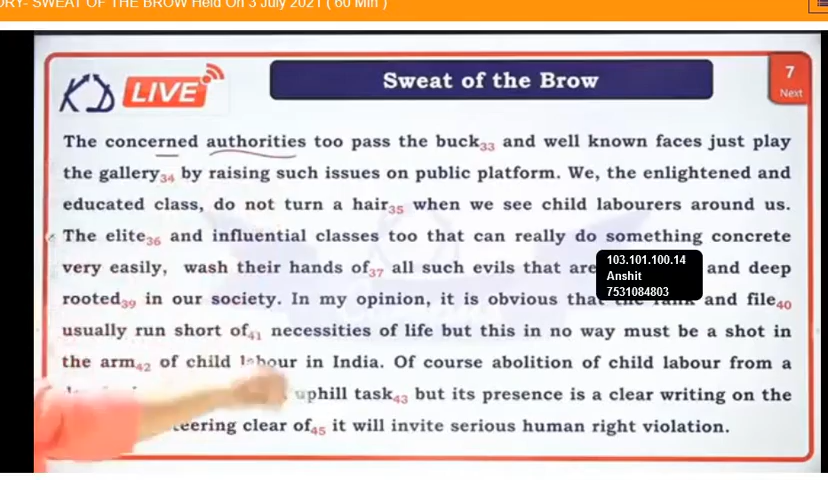 ORY- SWEAT OF THE BROW Held On 3 July 2021 ( 60 Min )
KD LIVE
Sweat of the Brow
7
Next
The concerned authorities too pass the buck33 and well known faces just play
the gallery34 by raising such issues on public platform. We, the enlightened and
educated class, do not turn a hair35 when we see child labourers around us.
The elite36 and influential classes too that can really do something concrete
very easily, wash their hands of37 all such evils that are and deep
rooted39 in our society. In my opinion, it is obvious that the rank and file40
usually run short of41 necessities of life but this in no way must be a shot in
the arm42 of child labour in India. Of course abolition of child labour from a
uphill task43 but its presence is a clear writing on the
clear of45 it will invite serious human right violation.
103.101.100.14
Anshit
7531084803